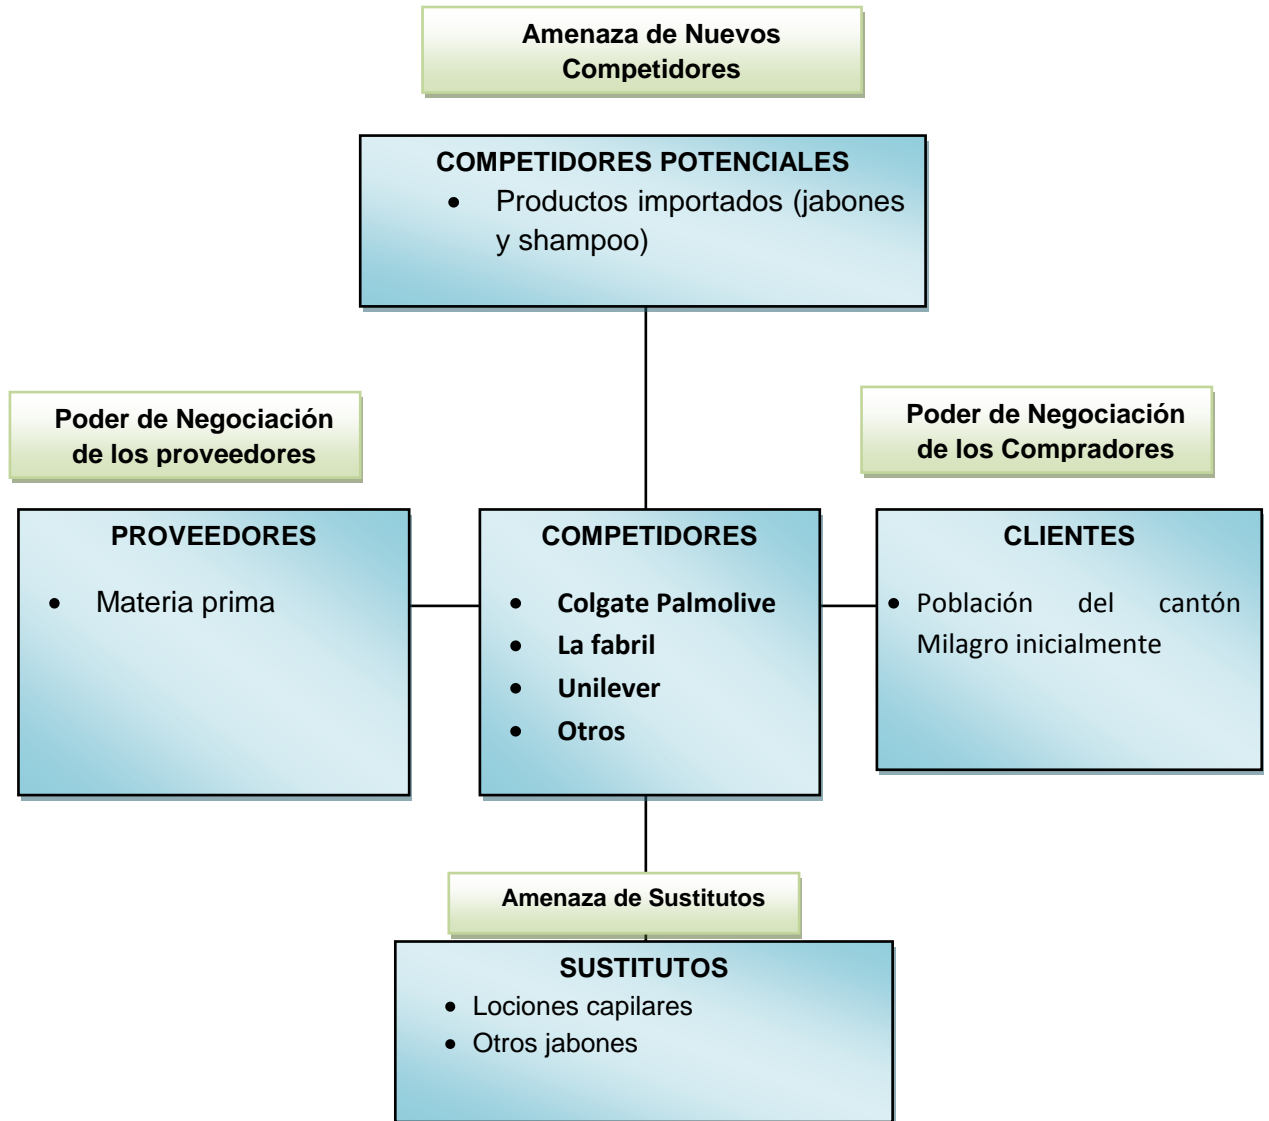 Amenaza de Nuevos
Competidores
COMPETIDORES POTENCIALES
• Productos importados (jabones
y shampoo)
Poder de Negociación
de los proveedores
Poder de Negociación
de los Compradores
PROVEEDORES
• Materia prima
COMPETIDORES
• Colgate Palmolive
• La fabril
• Unilever
• Otros
CLIENTES
• Población del cantón
Milagro inicialmente
Amenaza de Sustitutos
SUSTITUTOS
• Lociones capilares
• Otros jabones